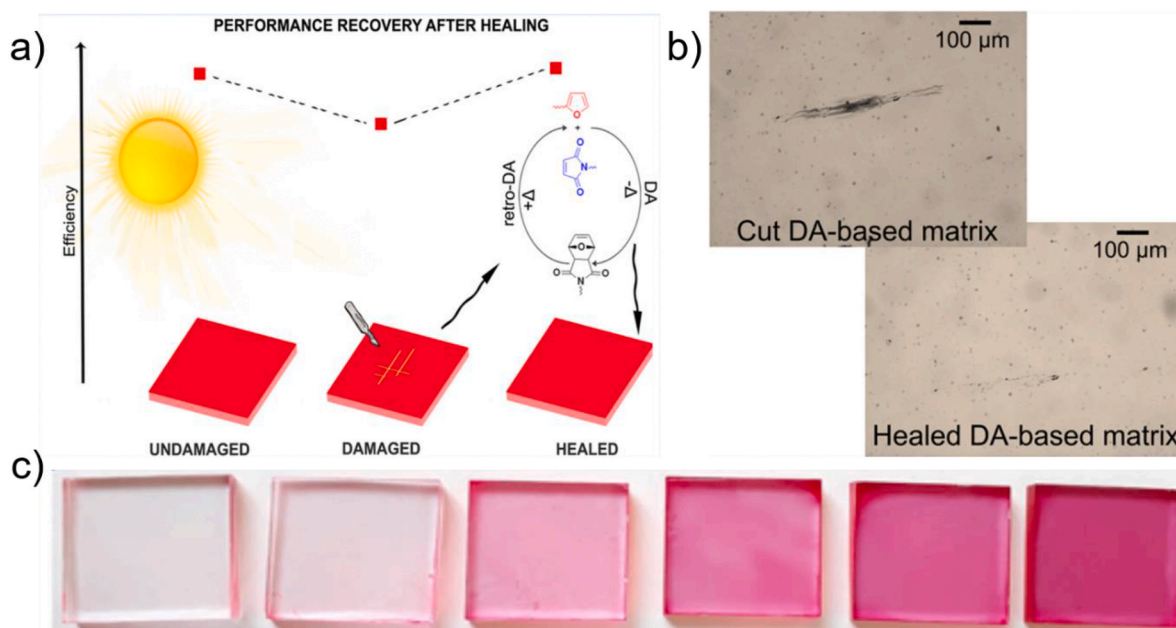 a)
PERFORMANCE RECOVERY AFTER HEALING
Efficiency
O
+
O
N
O
retro-DA
+Δ
DA
-Δ
O
O
N
O
UNDAMAGED
DAMAGED
HEALED
b)
100 µm
Cut DA-based matrix
100 µm
Healed DA-based matrix
c)